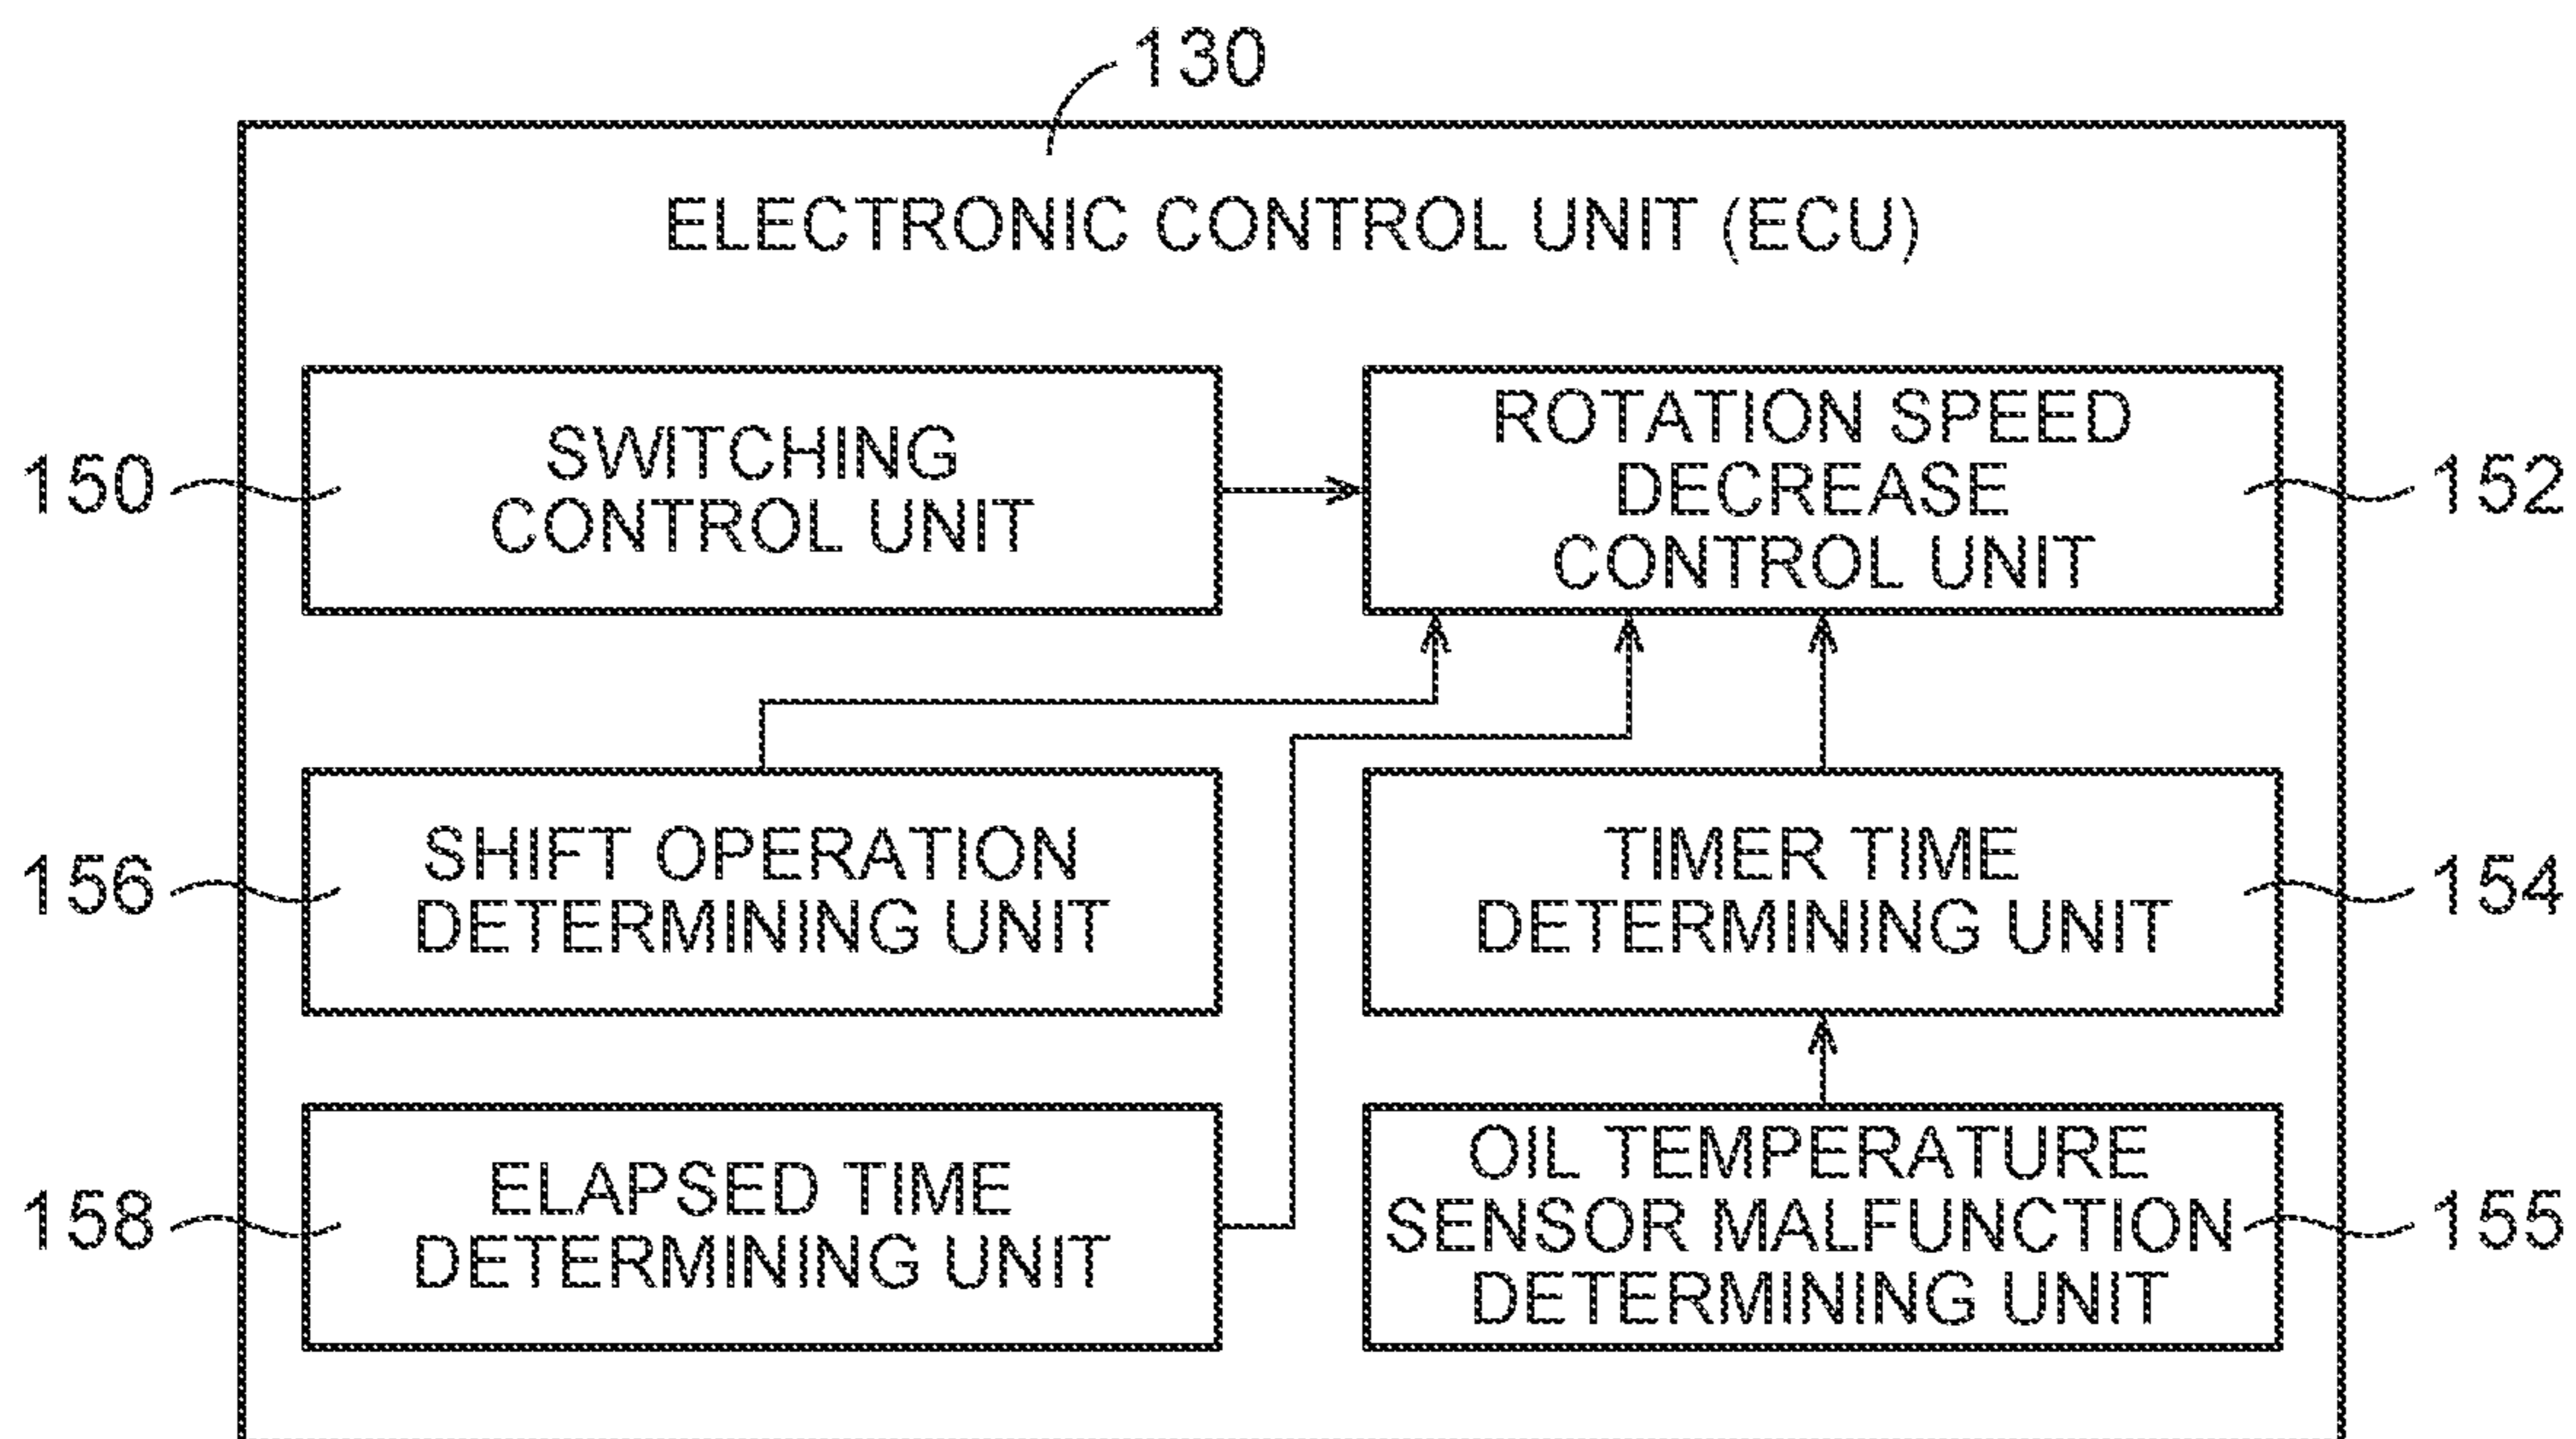 130
ELECTRONIC CONTROL UNIT (ECU)
150
SWITCHING
CONTROL UNIT
ROTATION SPEED
DECREASE
CONTROL UNIT
152
156
SHIFT OPERATION
DETERMINING UNIT
TIMER TIME
DETERMINING UNIT
154
158
ELAPSED TIME
DETERMINING UNIT
OIL TEMPERATURE
SENSOR MALFUNCTION
DETERMINING UNIT
155